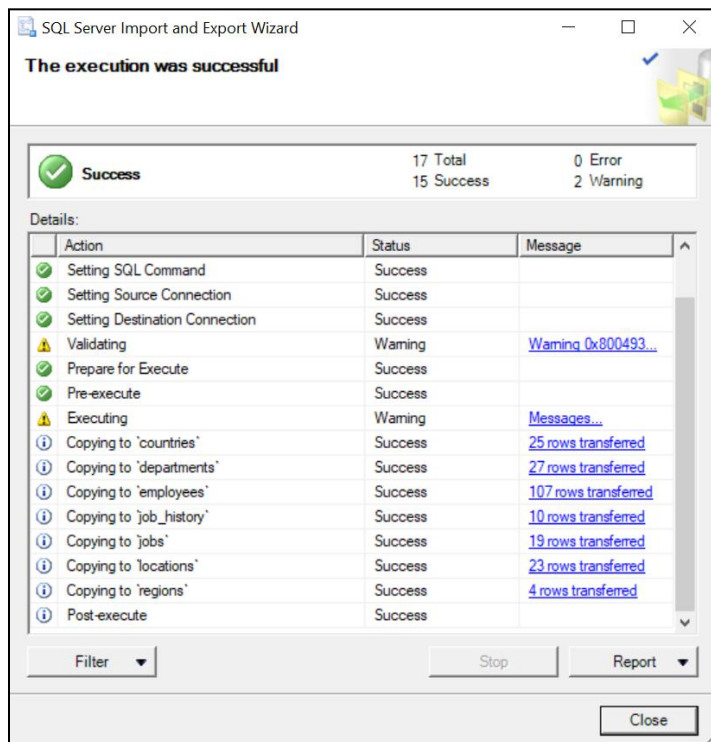 SQL Server Import and Export Wizard
The execution was successful
Success 17 Total 0 Error
15 Success 2 Warning
Details:
Action Status Message
Setting SQL Command Success
Setting Source Connection Success
Setting Destination Connection Success
Validating Warning Warning 0x800493...
Prepare for Execute Success
Pre-execute Success
Executing Warning Messages...
Copying to `countries` Success 25 rows transferred
Copying to `departments` Success 27 rows transferred
Copying to `employees` Success 107 rows transferred
Copying to `job_history` Success 10 rows transferred
Copying to `jobs` Success 19 rows transferred
Copying to `locations` Success 23 rows transferred
Copying to `regions` Success 4 rows transferred
Post-execute Success
Filter Stop Report
Close